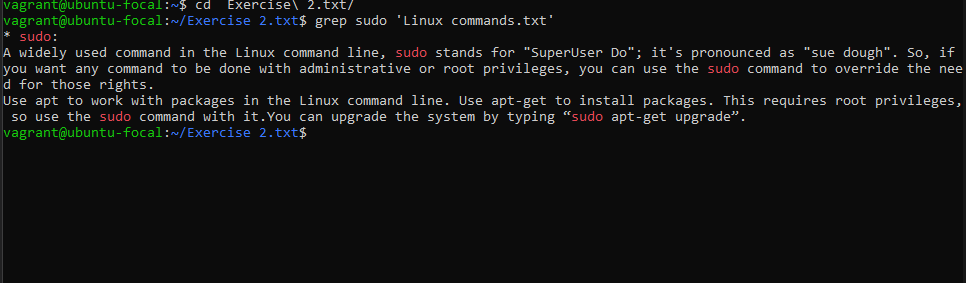 vagrant@ubuntu-focal:~$ cd  Exercise\ 2.txt/
vagrant@ubuntu-focal:~/Exercise 2.txt$ grep sudo 'Linux commands.txt'
* sudo:
A widely used command in the Linux command line, sudo stands for "SuperUser Do"; it's pronounced as "sue dough". So, if
you want any command to be done with administrative or root privileges, you can use the sudo command to override the nee
d for those rights.
Use apt to work with packages in the Linux command line. Use apt-get to install packages. This requires root privileges,
 so use the sudo command with it.You can upgrade the system by typing “sudo apt-get upgrade”.
vagrant@ubuntu-focal:~/Exercise 2.txt$